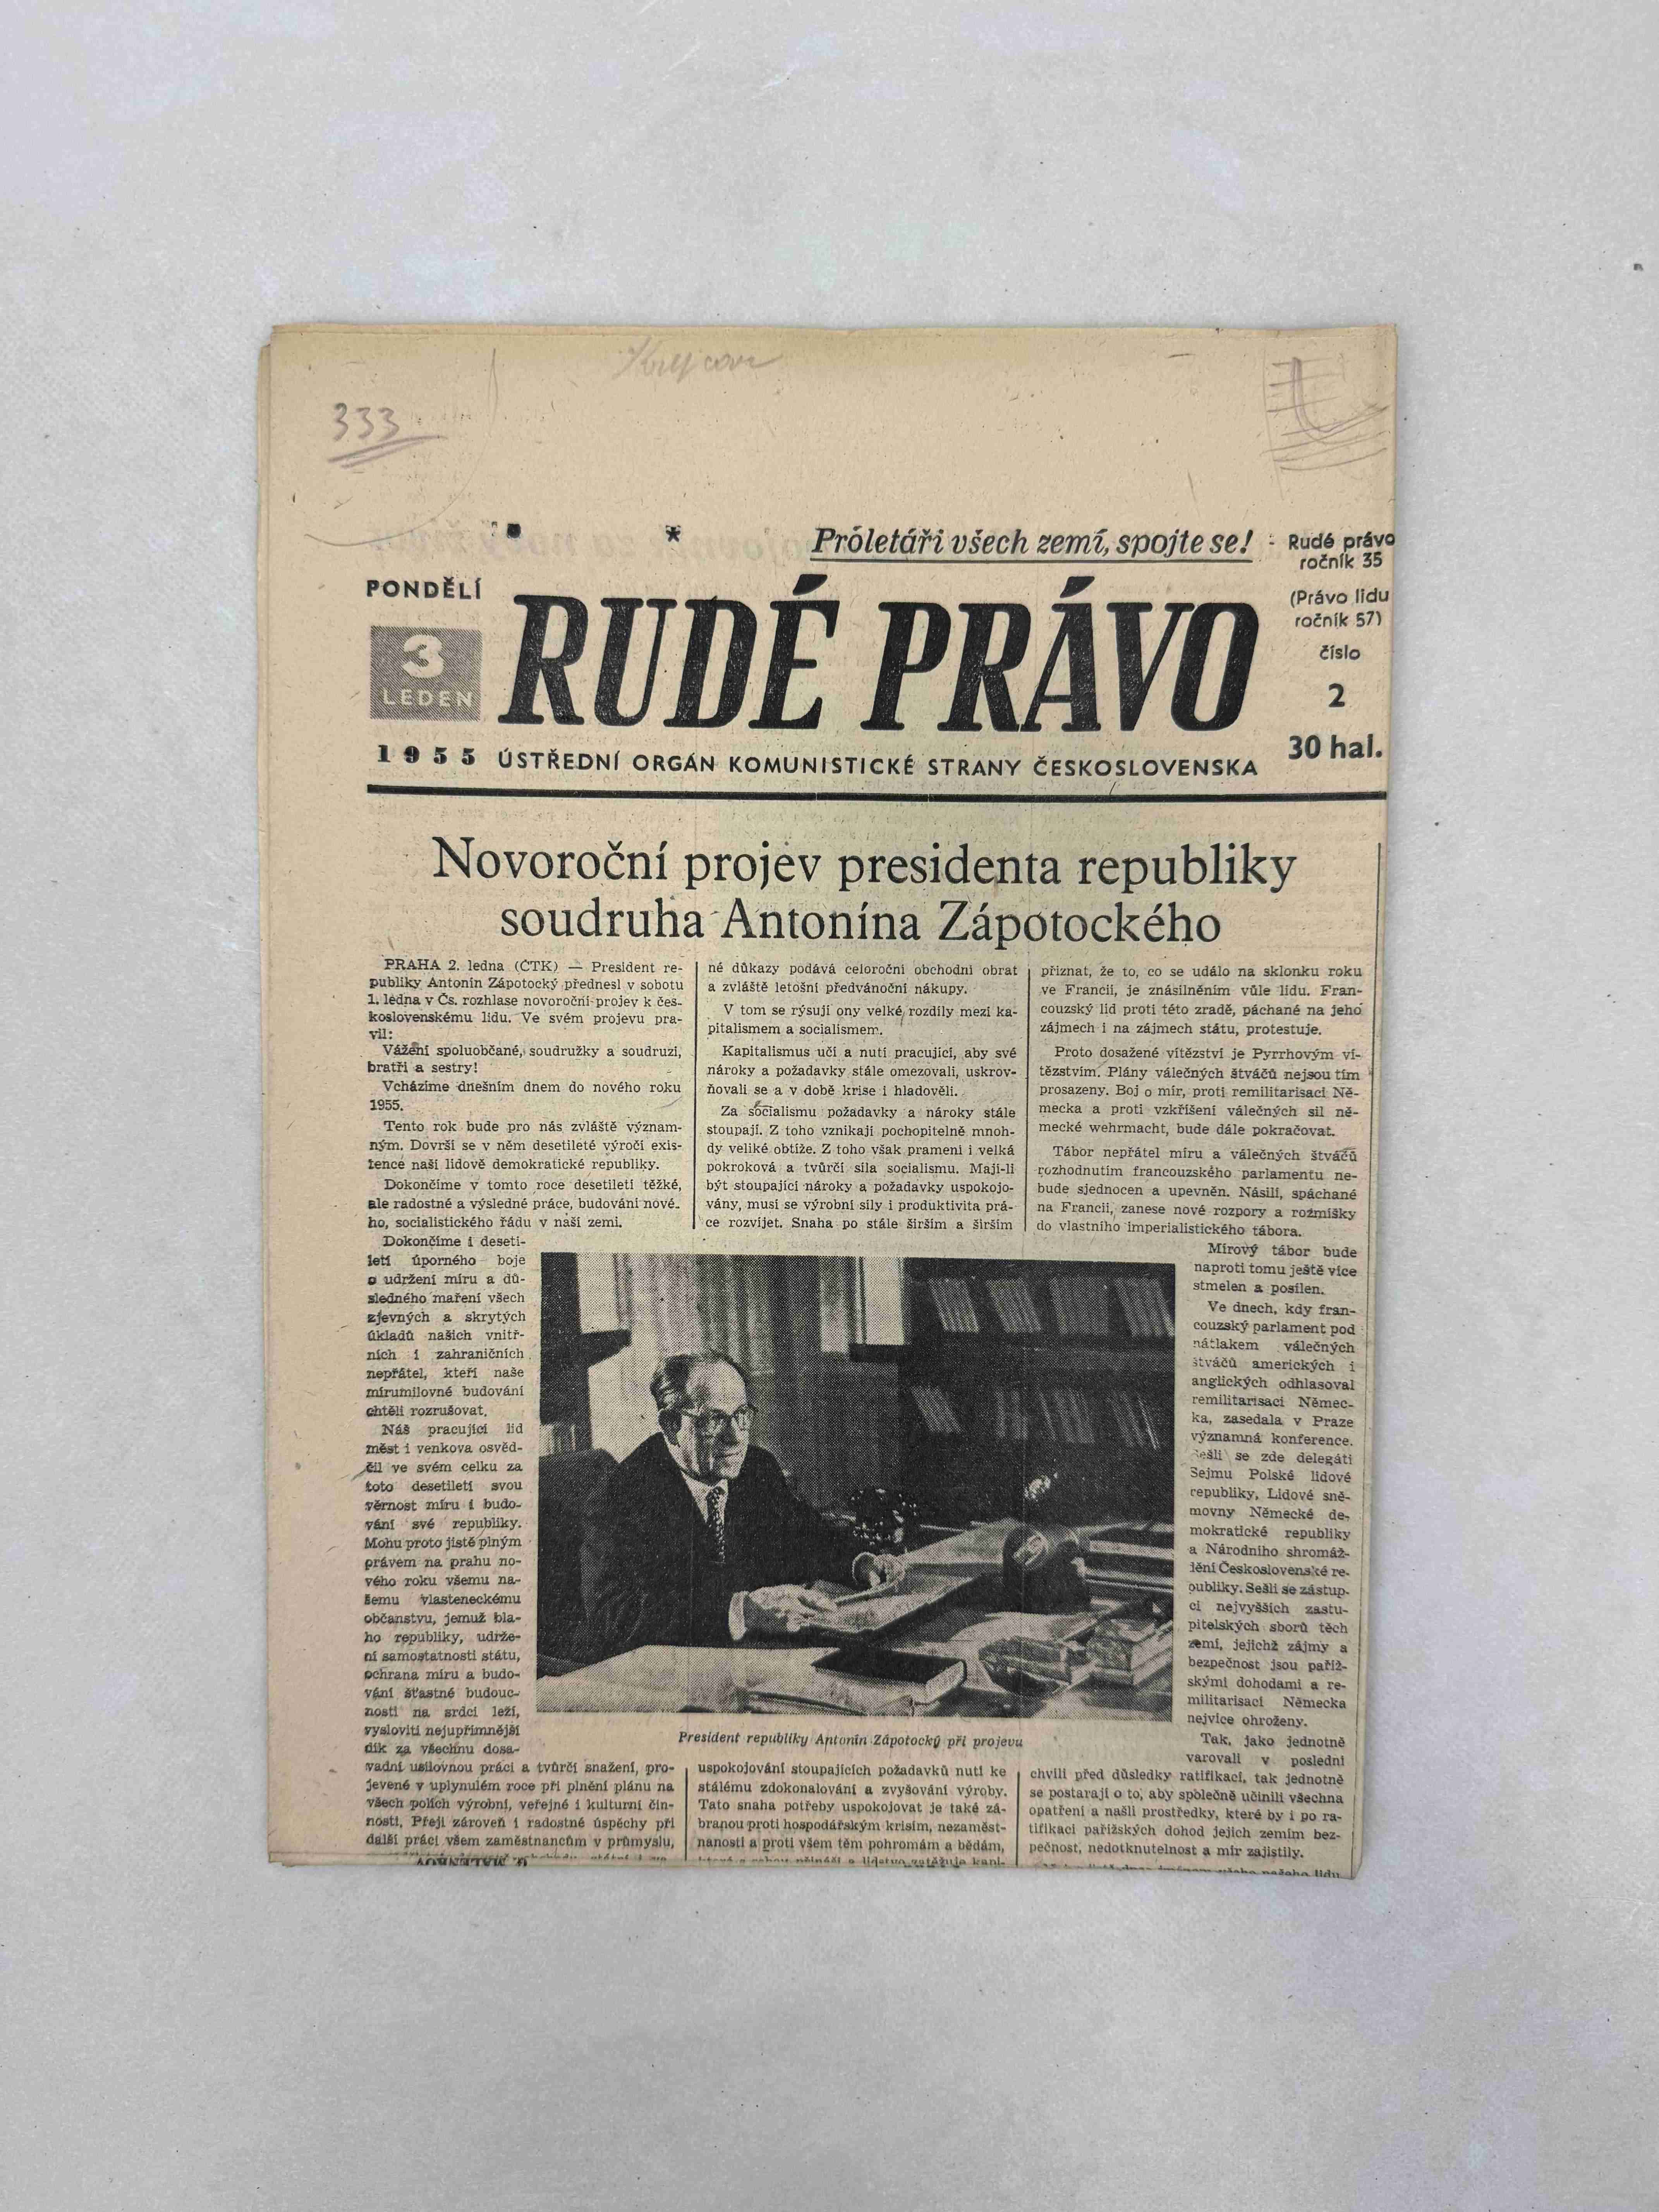 333
*
Próletáři všech zemí, spojte se!
Rudé právo
ročník 35
(Právo lidu
ročník 57)
číslo
2
30 hal.
PONDĚLÍ
3
LEDEN
1955
RUDÉ PRÁVO
ÚSTŘEDNÍ ORGÁN KOMUNISTICKÉ STRANY ČESKOSLOVENSKA
Novoroční projev presidenta republiky
soudruha Antonína Zápotockého
PRAHA 2. ledna (ČTK) — President re-
publiky Antonín Zápotocký přednesl v sobotu
1. ledna v Čs. rozhlase novoroční projev k čes-
koslovenskému lidu. Ve svém projevu pra-
vil:
Vážení spoluobčané, soudružky a soudruzi,
bratři a sestry!
Vcházíme dnešním dnem do nového roku
1955.
Tento rok bude pro nás zvláště význam-
ným. Dovrší se v něm desetileté výročí exis-
tence naší lidově demokratické republiky.
Dokončíme v tomto roce desetiletí těžké,
ale radostné a výsledné práce, budování nové-
ho, socialistického řádu v naší zemi.
Dokončíme i deseti-
letí úporného boje
o udržení míru a dů-
sledného maření všech
zjevných a skrytých
úkladů našich vnitř-
ních i zahraničních
nepřátel, kteří naše
mírumilovné budování
chtěli rozrušovat.
Náš pracující lid
měst i venkova osvěd-
čil ve svém celku za
toto desetiletí svou
věrnost míru i budo-
vání své republiky.
Mohu proto jistě plným
právem na prahu no-
vého roku všemu na-
šemu vlasteneckému
občanstvu, jemuž bla-
ho republiky, udrže-
ní samostatnosti státu,
ochrana míru a budo-
vání šťastné budouc-
nosti na srdci leží,
vysloviti nejupřímnější
dík za všechnu dosa-
vadní usilovnou práci a tvůrčí snažení, pro-
jevené v uplynulém roce při plnění plánu na
všech polích výrobní, veřejné i kulturní čin-
nosti. Přeji zároveň i radostné úspěchy při
další práci všem zaměstnancům v průmyslu,
né důkazy podává celoroční obchodní obrat
a zvláště letošní předvánoční nákupy.
V tom se rýsují ony velké rozdíly mezi ka-
pitalismem a socialismem.
Kapitalismus učí a nutí pracující, aby své
nároky a požadavky stále omezovali, uskrov-
ňovali se a v době krise i hladověli.
Za socialismu požadavky a nároky stále
stoupají. Z toho vznikají pochopitelně mnoh-
dy veliké obtíže. Z toho však pramení i velká
pokroková a tvůrčí síla socialismu. Mají-li
být stoupající nároky a požadavky uspokojo-
vány, musí se výrobní síly i produktivita prá-
ce rozvíjet. Snaha po stále širším a širším
President republiky Antonín Zápotocký při projevu
uspokojování stoupajících požadavků nutí ke
stálému zdokonalování a zvyšování výroby.
Tato snaha potřeby uspokojovat je také zá-
branou proti hospodářským krisím, nezaměst-
nanosti a proti všem těm pohromám a bědám,
přiznat, že to, co se událo na sklonku roku
ve Francii, je znásilněním vůle lidu. Fran-
couzský lid proti této zradě, páchané na jeho
zájmech i na zájmech státu, protestuje.
Proto dosažené vítězství je Pyrrhovým ví-
tězstvím. Plány válečných štváčů nejsou tím
prosazeny. Boj o mír, proti remilitarisaci Ně-
mecka a proti vzkříšení válečných sil ně-
mecké wehrmacht, bude dále pokračovat.
Tábor nepřátel míru a válečných štváčů
rozhodnutím francouzského parlamentu ne-
bude sjednocen a upevněn. Násilí, spáchané
na Francii, zanese nové rozpory a rozmíšky
do vlastního imperialistického tábora.
Mírový tábor bude
naproti tomu ještě více
stmelen a posílen.
Ve dnech, kdy fran-
couzský parlament pod
nátlakem válečných
štváčů amerických i
anglických odhlasoval
remilitarisaci Němec-
ka, zasedala v Praze
významná konference.
Sešli se zde delegáti
Sejmu Polské lidové
republiky, Lidové sně-
movny Německé de-
mokratické republiky
a Národního shromáž-
dění Československé re-
publiky. Sešli se zástup-
ci nejvyšších zastu-
pitelských sborů těch
zemí, jejichž zájmy a
bezpečnost jsou paříž-
skými dohodami a re-
militarisací Německa
nejvíce ohroženy.
Tak, jako jednotně
varovali v poslední
chvíli před důsledky ratifikací, tak jednotně
se postarají o to, aby společně učinili všechna
opatření a našli prostředky, které by i po ra-
tifikaci pařížských dohod jejich zemím bez-
pečnost, nedotknutelnost a mír zajistily.